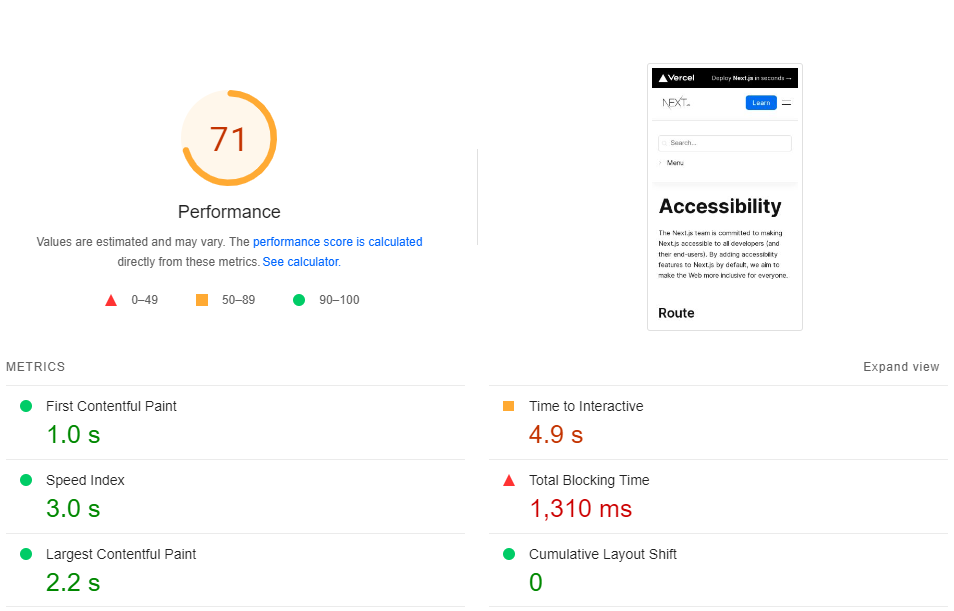 71
Performance
Values are estimated and may vary. The performance score is calculated
directly from these metrics. See calculator.
0–49
50–89
90–100
Vercel
Deploy Next.js in seconds →
NEXT.js
Learn
Search...
Menu
Accessibility
The Next.js team is committed to making
Next.js accessible to all developers (and
their end-users). By adding accessibility
features to Next.js by default, we aim to
make the Web more inclusive for everyone.
Route
METRICS
Expand view
First Contentful Paint
1.0 s
Time to Interactive
4.9 s
Speed Index
3.0 s
Total Blocking Time
1,310 ms
Largest Contentful Paint
2.2 s
Cumulative Layout Shift
0